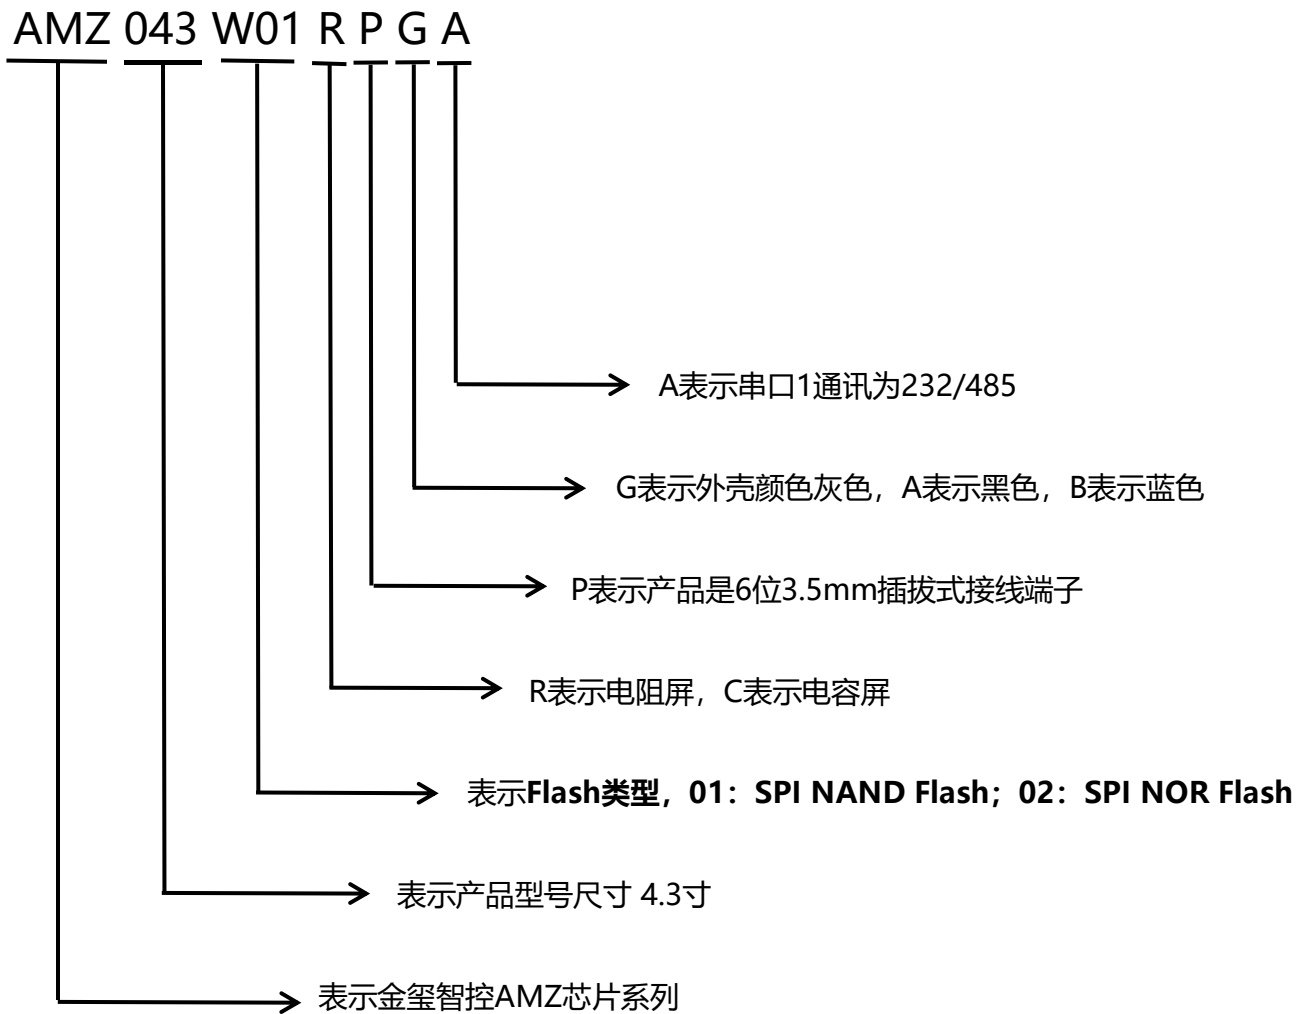 AMZ 043 W01 R P G A
A表示串口1通讯为232/485
G表示外壳颜色灰色，A表示黑色，B表示蓝色
P表示产品是6位3.5mm插拔式接线端子
R表示电阻屏，C表示电容屏
表示Flash类型，01：SPI NAND Flash；02：SPI NOR Flash
表示产品型号尺寸 4.3寸
表示金玺智控AMZ芯片系列